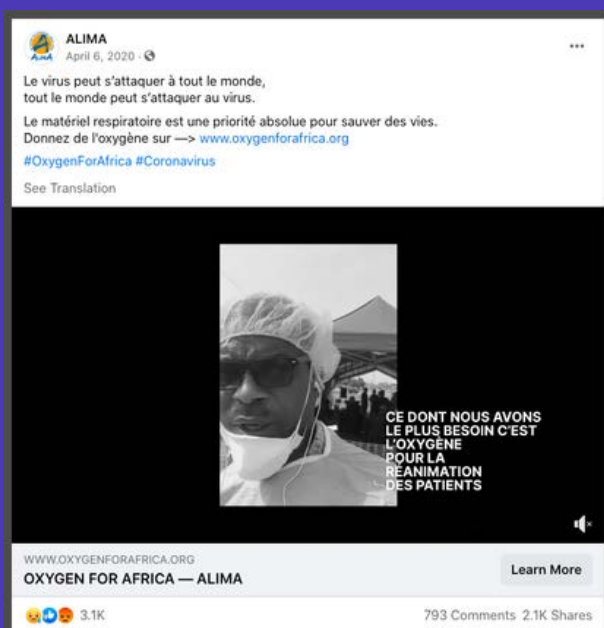 ALIMA
April 6, 2020 ·
Le virus peut s'attaquer à tout le monde,
tout le monde peut s'attaquer au virus.
Le matériel respiratoire est une priorité absolue pour sauver des vies.
Donnez de l'oxygène sur —> www.oxygenforafrica.org
#OxygenForAfrica #Coronavirus
See Translation
CE DONT NOUS AVONS
LE PLUS BESOIN C'EST
L'OXYGÈNE
POUR LA
RÉANIMATION
DES PATIENTS
WWW.OXYGENFORAFRICA.ORG
OXYGEN FOR AFRICA — ALIMA
Learn More
3.1K
793 Comments 2.1K Shares